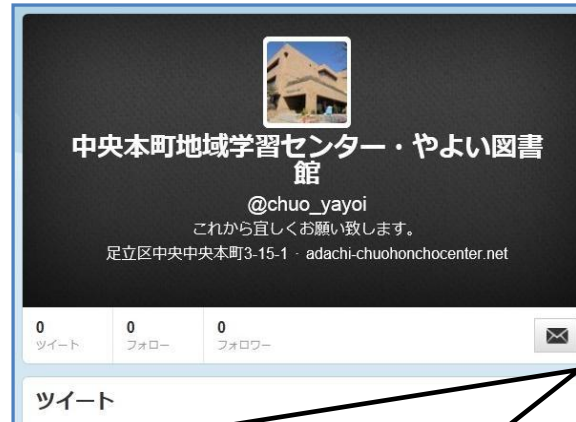 中央本町地域学習センター・やよい図書
館
@chuo_yayoi
これから宜しくお願い致します。
足立区中央中央本町3-15-1 · adachi-chuohonchocenter.net
0 0 0
ツイート フォロー フォロワー
ツイート